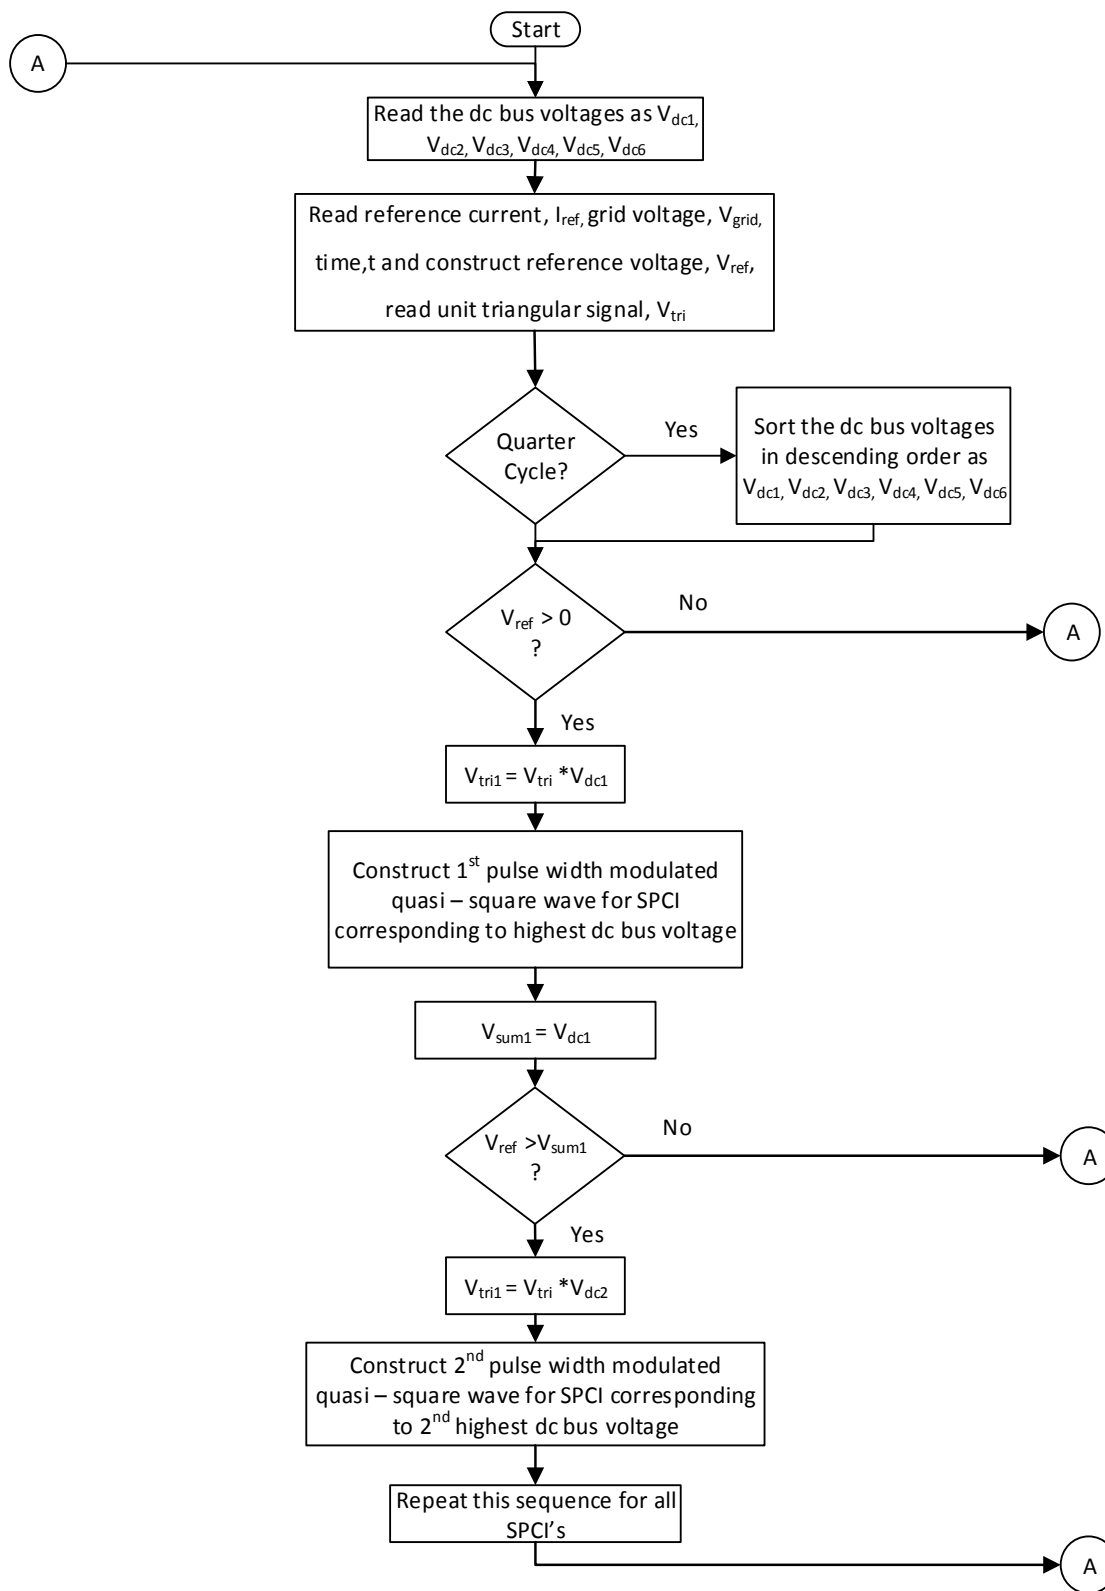 Start
A
Read the dc bus voltages as Vdc1,
Vdc2, Vdc3, Vdc4, Vdc5, Vdc6
Read reference current, Iref, grid voltage, Vgrid,
time,t and construct reference voltage, Vref,
read unit triangular signal, Vtri
Quarter
Cycle?
Yes
Sort the dc bus voltages
in descending order as
Vdc1, Vdc2, Vdc3, Vdc4, Vdc5, Vdc6
Vref > 0
?
No
A
Yes
Vtri1 = Vtri *Vdc1
Construct 1st pulse width modulated
quasi – square wave for SPCI
corresponding to highest dc bus voltage
Vsum1 = Vdc1
Vref >Vsum1
?
No
A
Yes
Vtri1 = Vtri *Vdc2
Construct 2nd pulse width modulated
quasi – square wave for SPCI corresponding
to 2nd highest dc bus voltage
Repeat this sequence for all
SPCI’s
A